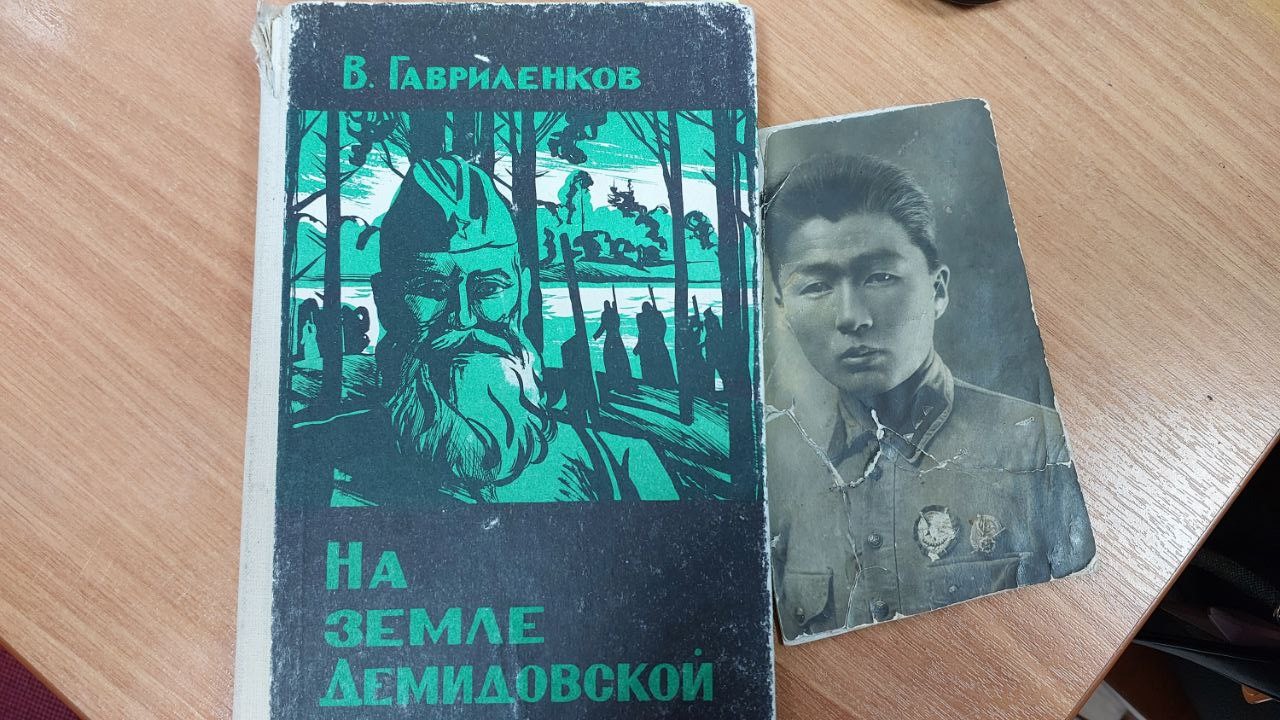 В. Гавриленков
На
земле
Демидовской